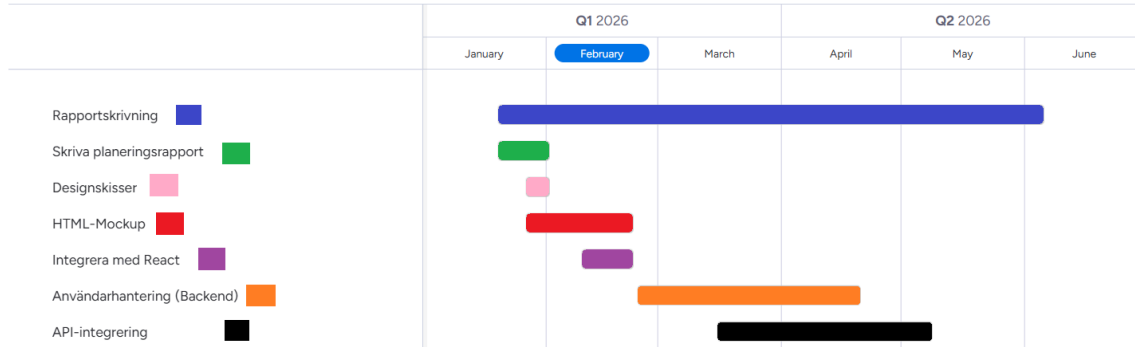 Q1 2026 Q2 2026
January February March April May June
Rapportskrivning
Skriva planeringsrapport
Designskisser
HTML-Mockup
Integrera med React
Användarhantering (Backend)
API-integrering